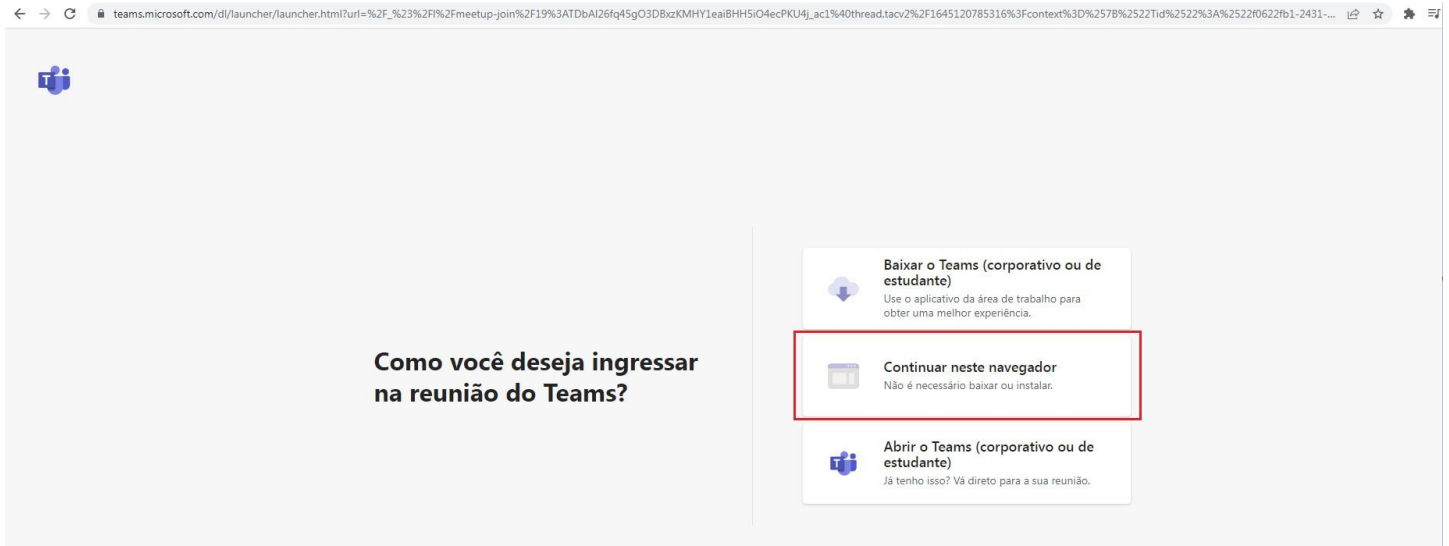 teams.microsoft.com/dl/launcher/launcher.html?url=%2F_%23%2Fl%2Fmeetup-join%2F19%3ATDbAI26fq45gO3DBxzKMHY1eaiBHH5iO4ecPKU4j_ac1%40thread.tacv2%2F1645120785316%3Fcontext%3D%257B%2522Tid%2522%3A%2522f0622fb1-2431-...
Baixar o Teams (corporativo ou de
estudante)
Use o aplicativo da área de trabalho para
obter uma melhor experiência.
Como você deseja ingressar
na reunião do Teams?
Continuar neste navegador
Não é necessário baixar ou instalar.
Abrir o Teams (corporativo ou de
estudante)
Já tenho isso? Vá direto para a sua reunião.